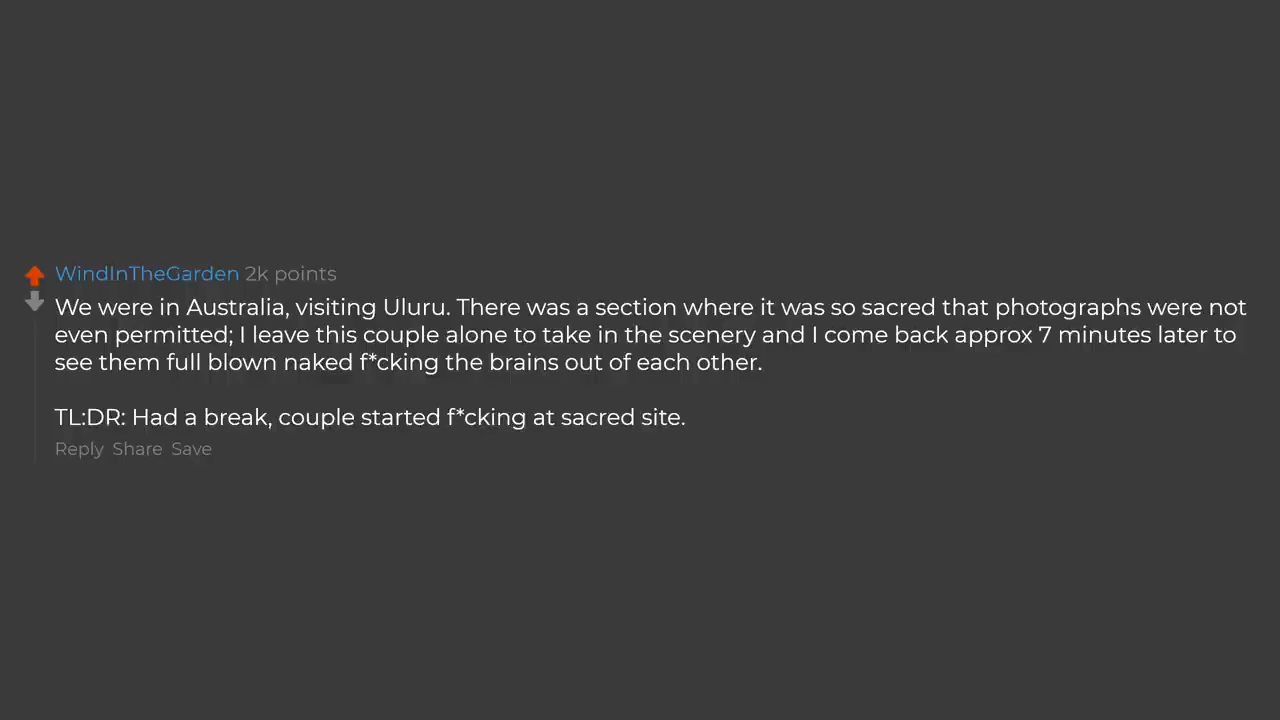 WindInTheGarden 2k points
We were in Australia, visiting Uluru. There was a section where it was so sacred that photographs were not
even permitted; I leave this couple alone to take in the scenery and I come back approx 7 minutes later to
see them full blown naked f*cking the brains out of each other.
TL:DR: Had a break, couple started f*cking at sacred site.
Reply Share Save